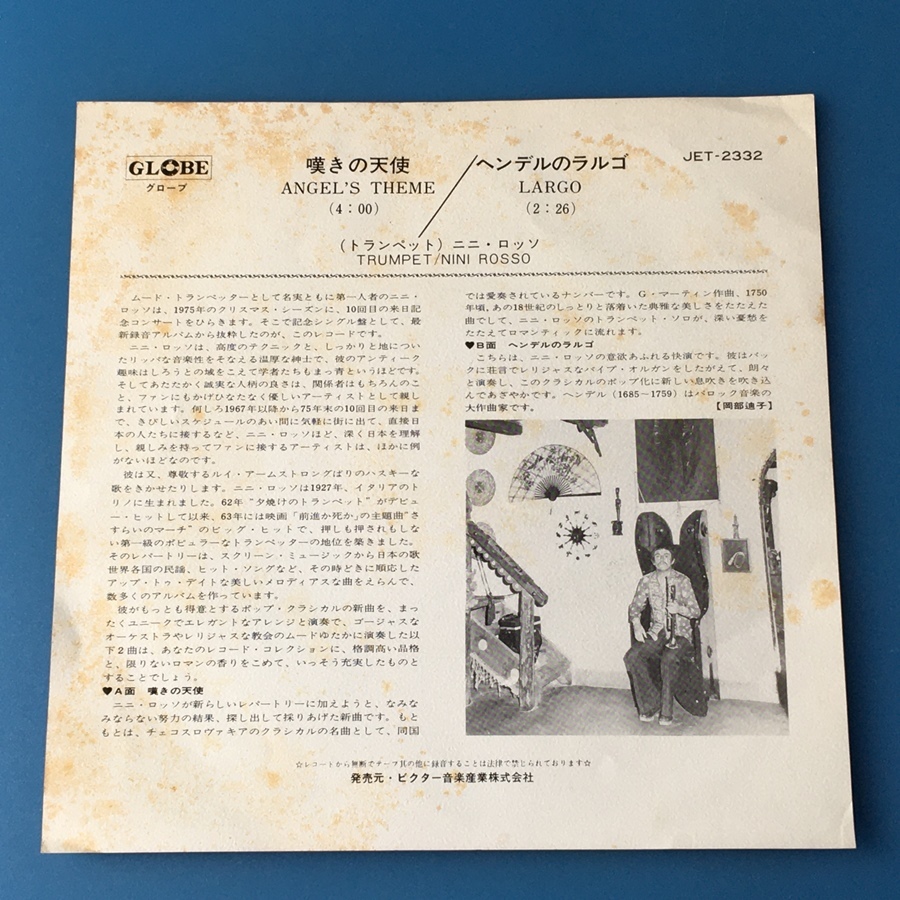 GLOBE
グローブ
嘆きの天使
ANGEL'S THEME
(4:00)
ヘンデルのラルゴ
LARGO
(2:26)
JET-2332
(トランペット) ニニ・ロッソ
TRUMPET/NINI ROSSO
ムード・トランペッターとして名実ともに第一人者のニニ・
ロッソは、1975年のクリスマス・シーズンに、10回目の来日記
念コンサートをひらきます。そこで記念シングル盤として、最
新録音アルバムから抜粋したのが、このレコードです。
ニニ・ロッソは、高度のテクニックと、しっかりと地につい
たリッパな音楽性をそなえる温厚な紳士で、彼のアンティーク
趣味はしろうとの域をこえて学者たちもまっ青というほどです。
そしてあたたかく誠実な人柄の良さは、関係者はもちろんのこ
と、ファンにもかげひなたなく優しいアーティストとして親し
まれています。何しろ1967年以降から75年末の10回目の来日ま
で、きびしいスケジュールのあい間に気軽に街に出て、直接日
本の人たちに接するなど、ニニ・ロッソほど、深く日本を理解
し、親しみを持ってファンに接するアーティストは、ほかに例
がないほどなのです。
彼は又、尊敬するルイ・アームストロングばりのハスキーな
歌をきかせたりします。ニニ・ロッソは1927年、イタリアのト
リノに生まれました。62年“夕焼けのトランペット”がデビュ
ー・ヒットして以来、63年には映画「前進か死か」の主題曲“さ
すらいのマーチ”のビッグ・ヒットで、押しも押されもしな
い第一級のポピュラーなトランペッターの地位を築きました。
そのレパートリーは、スクリーン・ミュージックから日本の歌
世界各国の民謡、ヒット・ソングなど、その時どきに順応した
アップ・トゥ・デイトな美しいメロディアスな曲をえらんで、
数多くのアルバムを作っています。
彼がもっとも得意とするポップ・クラシカルの新曲を、まっ
たくユニークでエレガントなアレンジと演奏で、ゴージャスな
オーケストラやレリジャスな教会のムードゆたかに演奏した以
下2曲は、あなたのレコード・コレクションに、格調高い品格
と、限りないロマンの香りをこめて、いっそう充実したものと
することでしょう。
♥A面 嘆きの天使
ニニ・ロッソが新らしいレパートリーに加えようと、なみな
みならない努力の結果、探し出して採りあげた新曲です。もと
もとは、チェコスロヴァキアのクラシカルの名曲として、同国
では愛奏されているナンバーです。G・マーティン作曲、1750
年頃、あの18世紀のしっとりと落着いた典雅な美しさをたたえた
曲でして、ニニ・ロッソのトランペット・ソロが、深い憂愁を
たたえてロマンティックに流れます。
♥B面 ヘンデルのラルゴ
こちらは、ニニ・ロッソの意欲あふれる快演です。彼はバッ
クに荘言でレリジャスなパイプ・オルガンをしたがえて、朗々
と演奏し、このクラシカルのポップ化に新しい息吹きを吹き込
んであざやかです。ヘンデル(1685～1759)はバロック音楽の
大作曲家です。 【岡部迪子】
☆レコードから無断でテープ其の他に録音することは法律で禁じられております☆
発売元・ビクター音楽産業株式会社